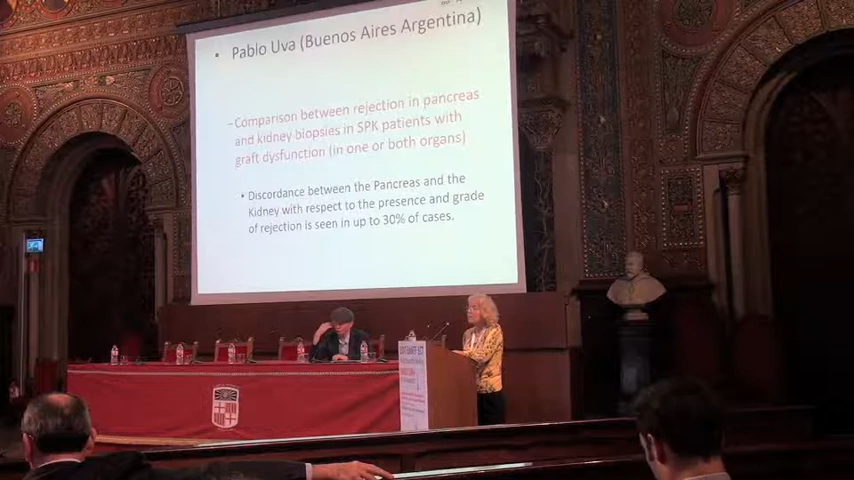 • Pablo Uva (Buenos Aires Argentina)
–Comparison between rejection in pancreas
and kidney biopsies in SPK patients with
graft dysfunction (in one or both organs)
• Discordance between the Pancreas and the
Kidney with respect to the presence and grade
of rejection is seen in up to 30% of cases.